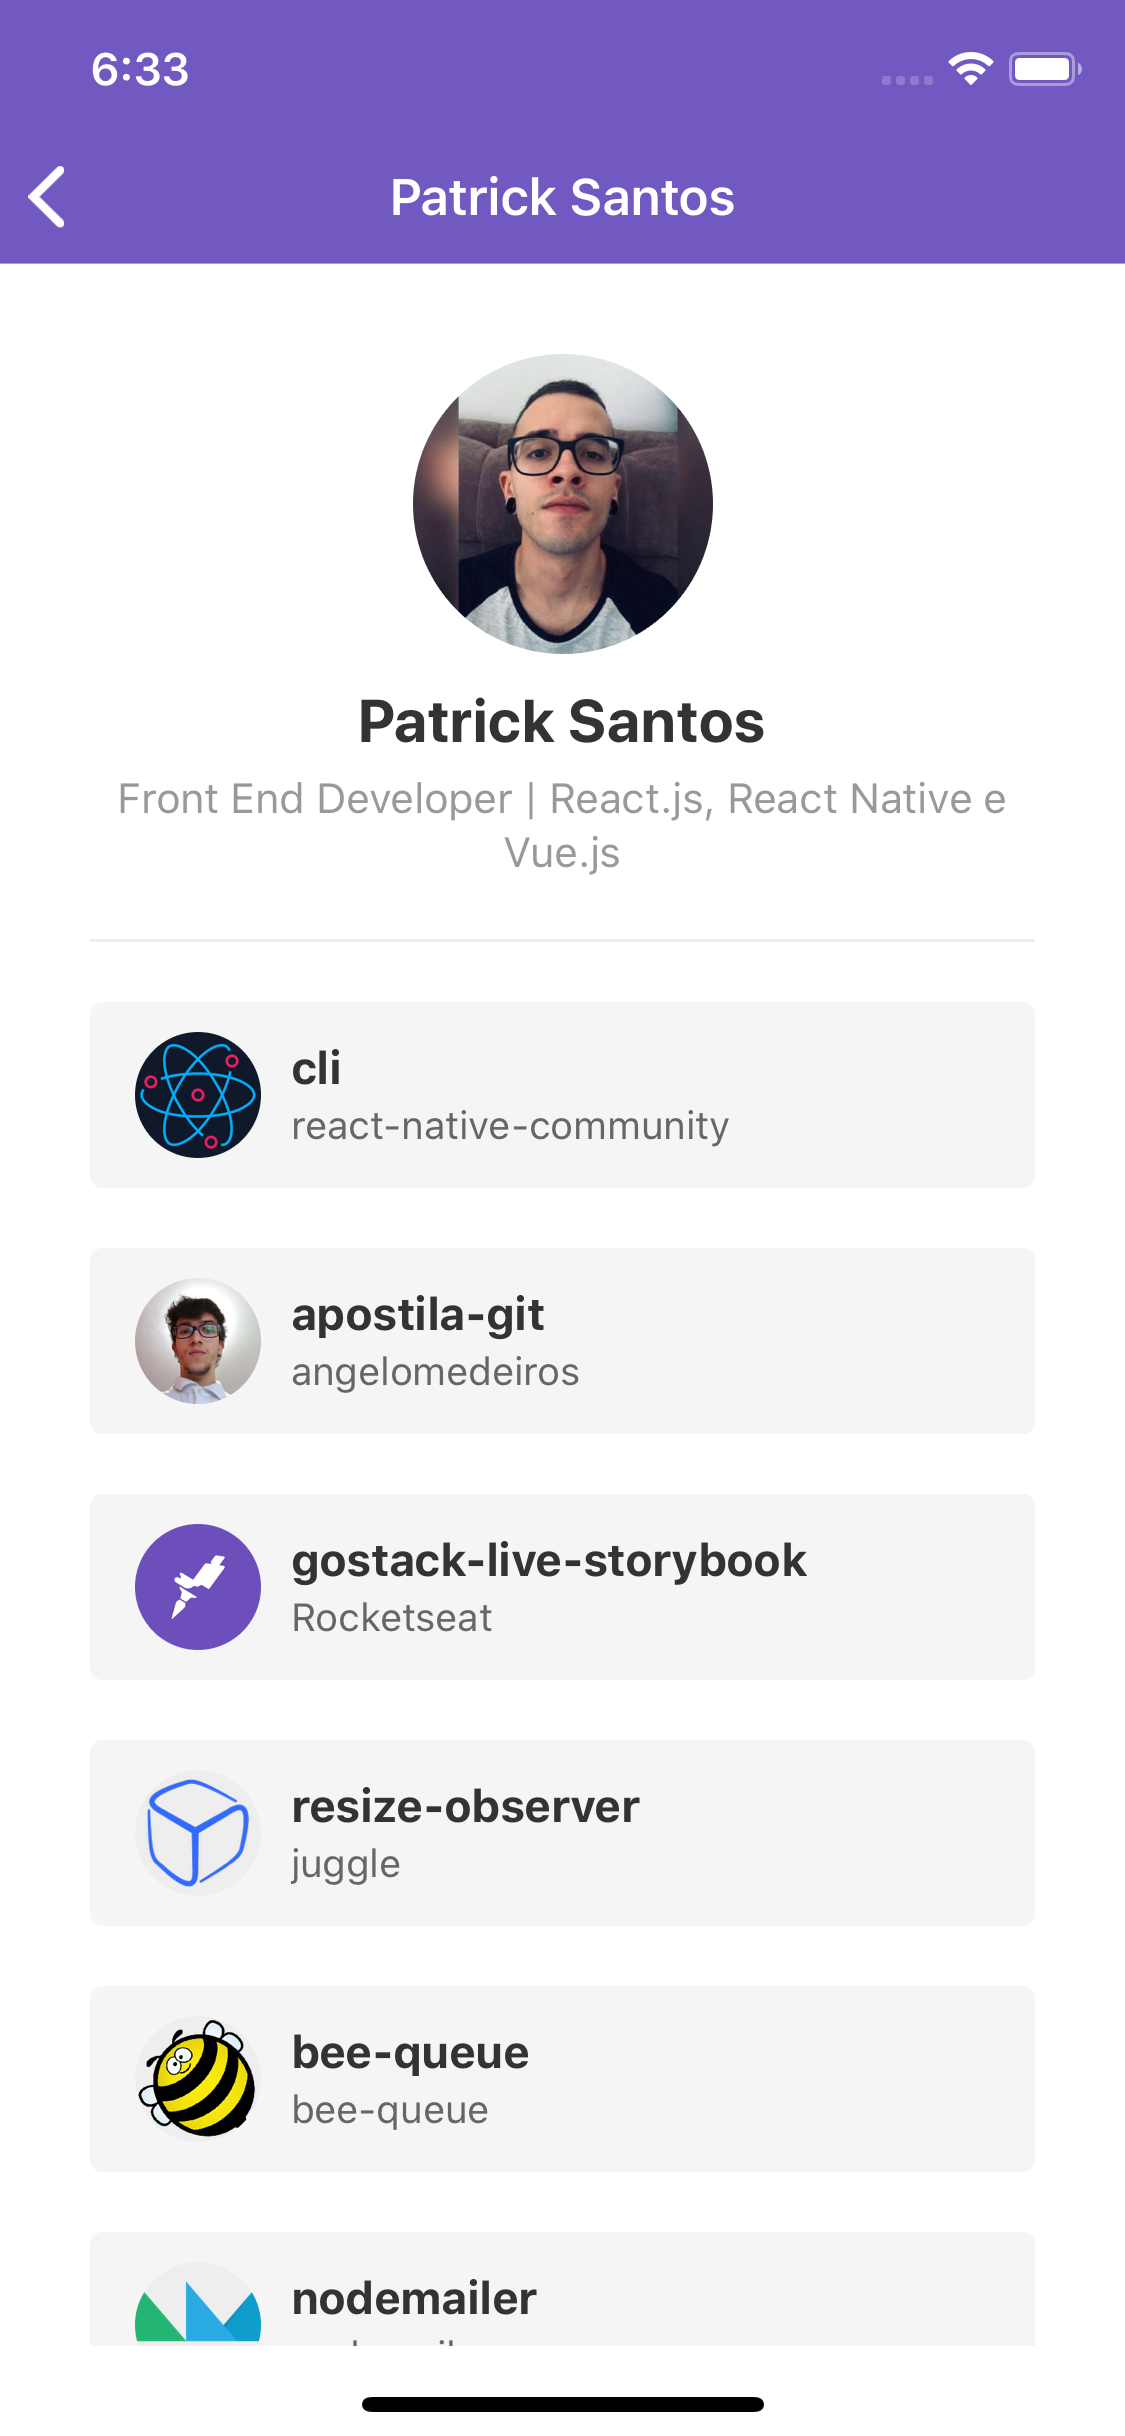 6:33
Patrick Santos
Patrick Santos
Front End Developer | React.js, React Native e
Vue.js
cli
react-native-community
apostila-git
angelomedeiros
gostack-live-storybook
Rocketseat
resize-observer
juggle
bee-queue
bee-queue
nodemailer